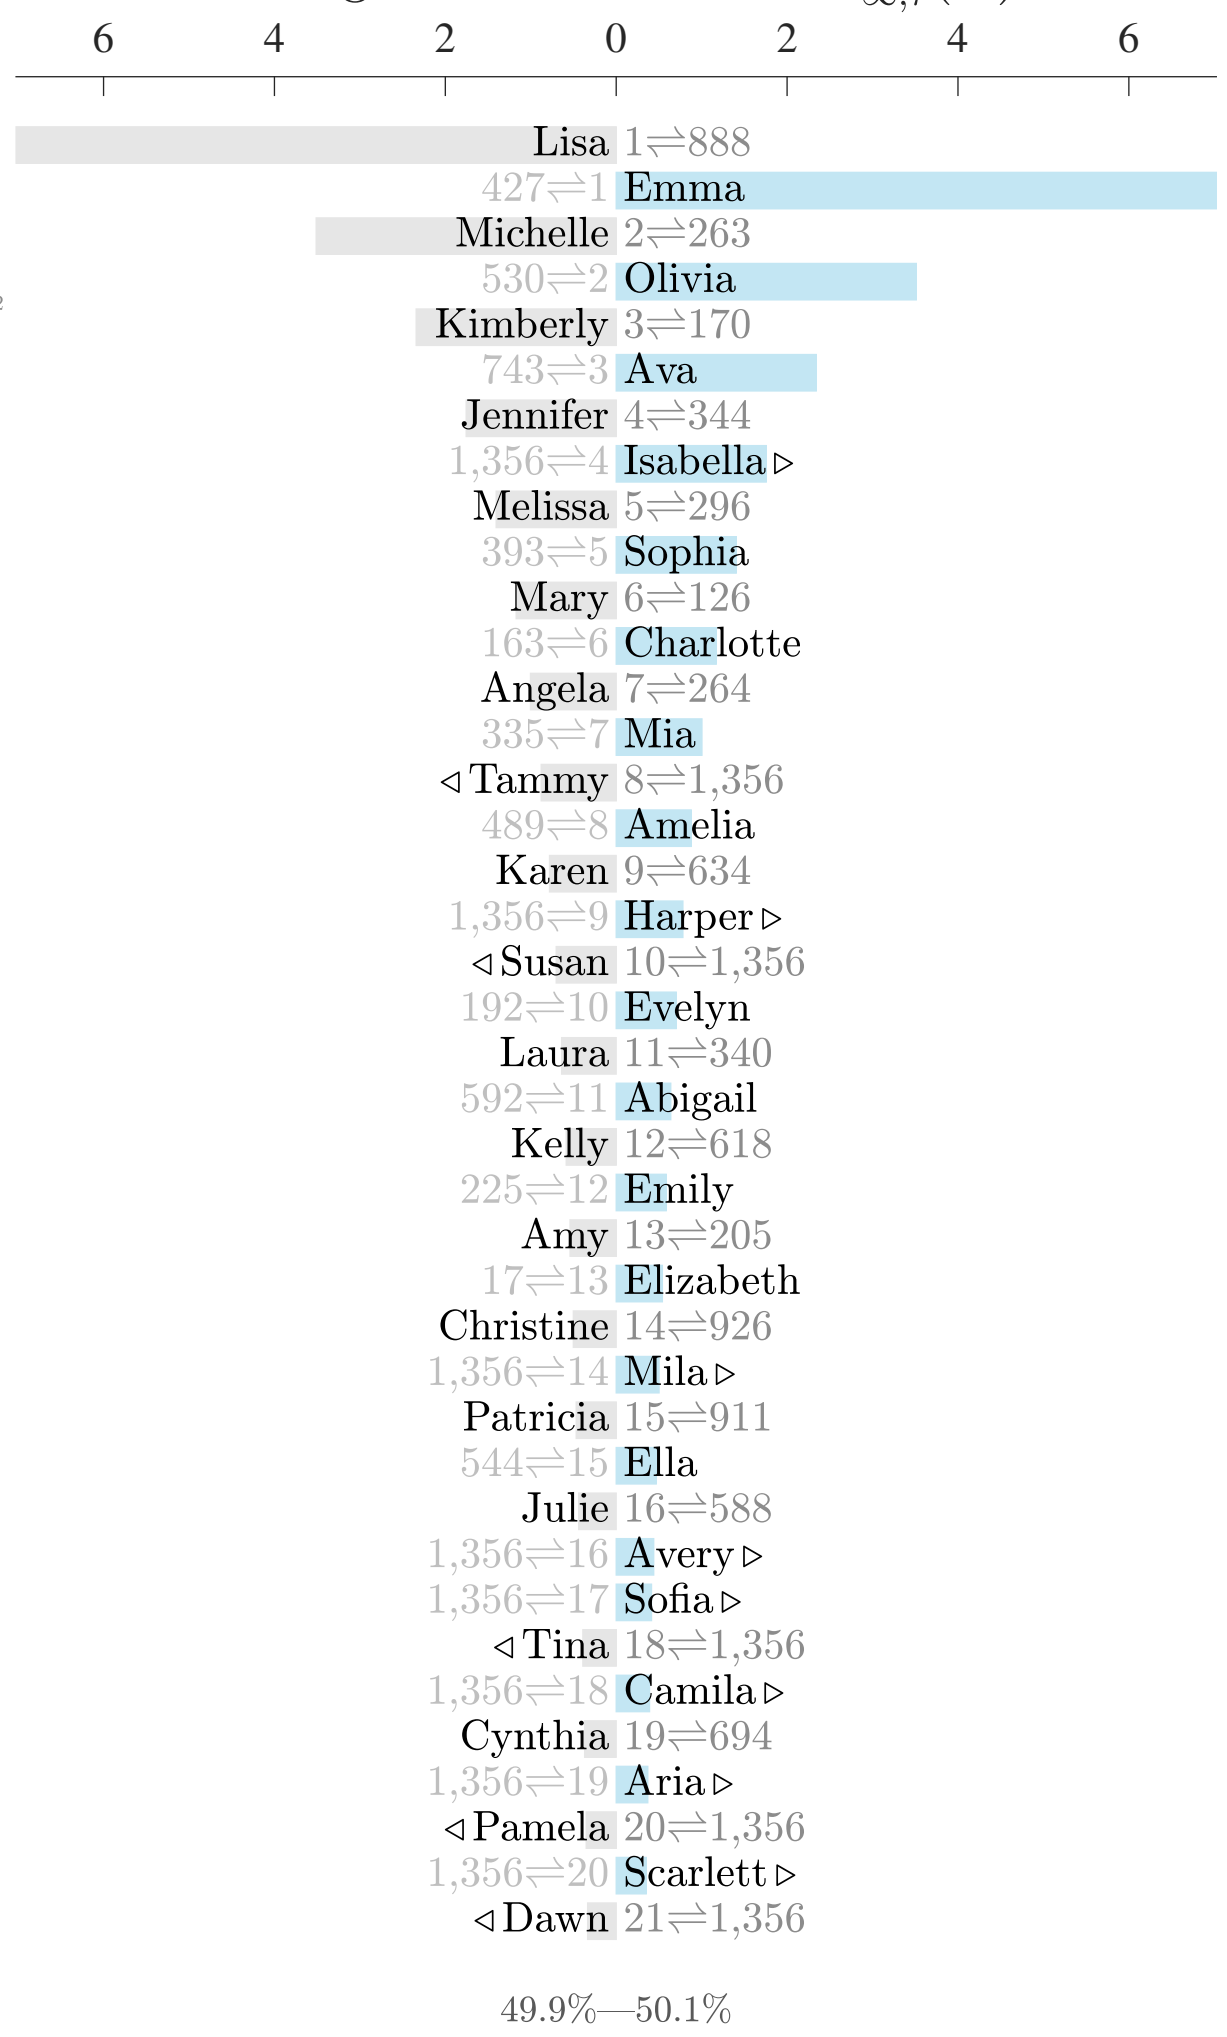 6 4 2 0 2 4 6
Lisa 1⇌888
427⇌1 Emma
Michelle 2⇌263
530⇌2 Olivia
2
Kimberly 3⇌170
743⇌3 Ava
Jennifer 4⇌344
1,356⇌4 Isabella ▷
Melissa 5⇌296
393⇌5 Sophia
Mary 6⇌126
163⇌6 Charlotte
Angela 7⇌264
335⇌7 Mia
◁ Tammy 8⇌1,356
489⇌8 Amelia
Karen 9⇌634
1,356⇌9 Harper ▷
◁ Susan 10⇌1,356
192⇌10 Evelyn
Laura 11⇌340
592⇌11 Abigail
Kelly 12⇌618
225⇌12 Emily
Amy 13⇌205
17⇌13 Elizabeth
Christine 14⇌926
1,356⇌14 Mila ▷
Patricia 15⇌911
544⇌15 Ella
Julie 16⇌588
1,356⇌16 Avery ▷
1,356⇌17 Sofia ▷
◁ Tina 18⇌1,356
1,356⇌18 Camila ▷
Cynthia 19⇌694
1,356⇌19 Aria ▷
◁ Pamela 20⇌1,356
1,356⇌20 Scarlett ▷
◁ Dawn 21⇌1,356
49.9%—50.1%